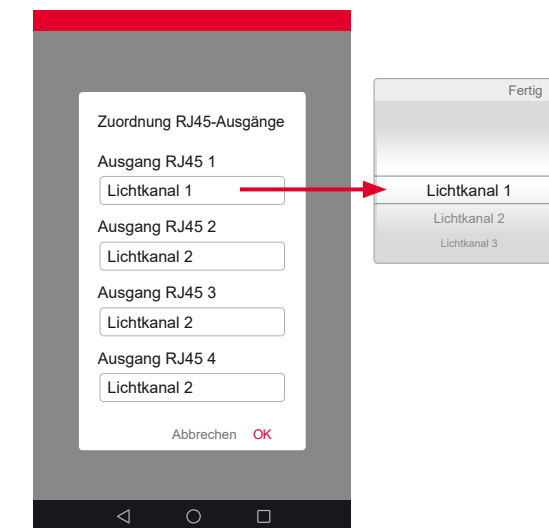 Zuordnung RJ45-Ausgänge
Ausgang RJ45 1
Lichtkanal 1
Ausgang RJ45 2
Lichtkanal 2
Ausgang RJ45 3
Lichtkanal 2
Ausgang RJ45 4
Lichtkanal 2
Abbrechen OK
Fertig
Lichtkanal 1
Lichtkanal 2
Lichtkanal 3